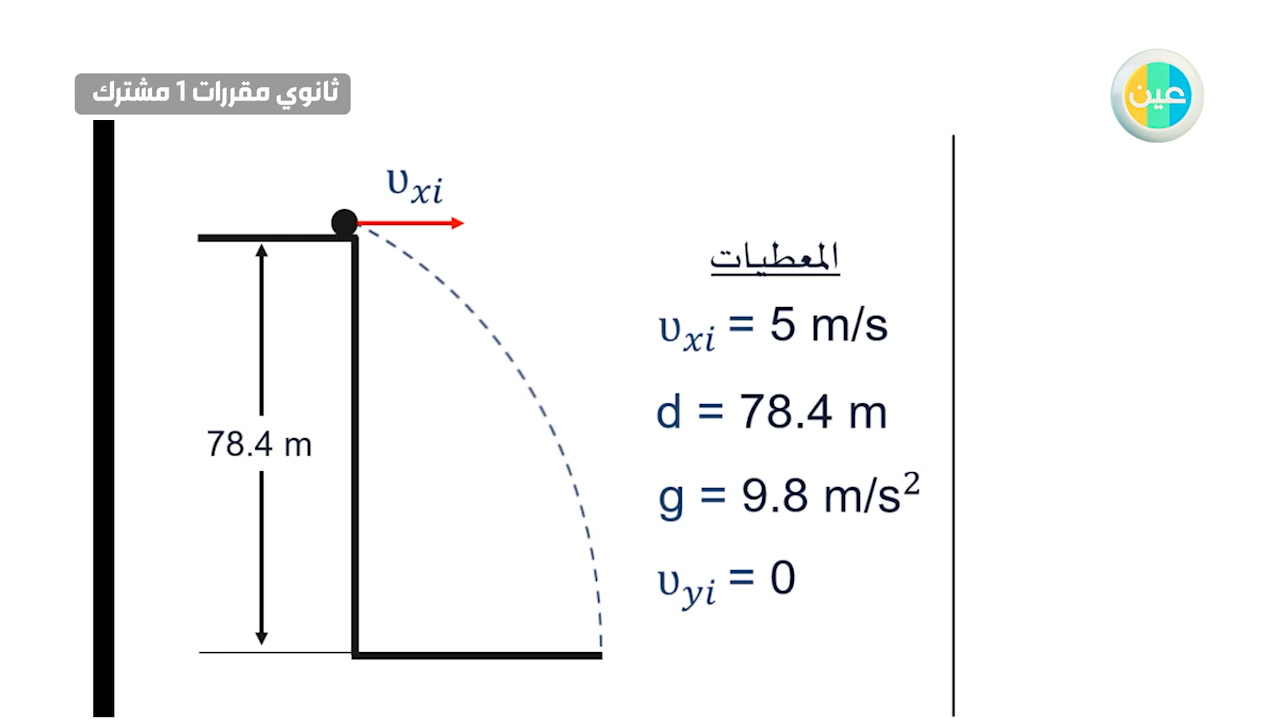 ثانوي مقررات 1 مشترك
عين
υxi
78.4 m
المعطيات
υxi = 5 m/s
d = 78.4 m
g = 9.8 m/s²
υyi = 0